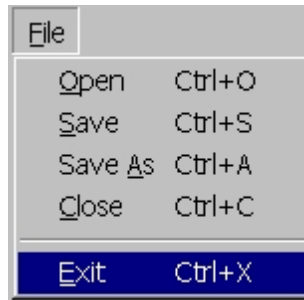 File
Open Ctrl+O
Save Ctrl+S
Save As Ctrl+A
Close Ctrl+C
Exit Ctrl+X